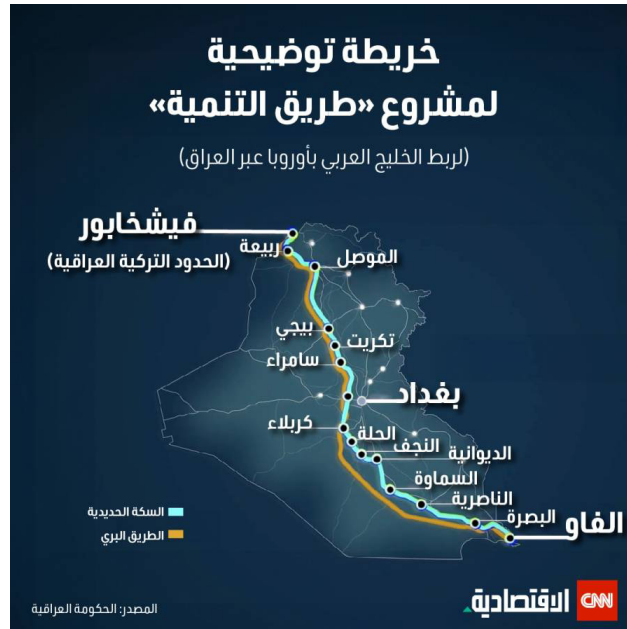 خريطة توضيحية
لمشروع «طريق التنمية»
(لربط الخليج العربي بأوروبا عبر العراق)
فيشخابور
(الحدود التركية العراقية)
ربيعة
الموصل
بيجي
تكريت
سامراء
بغداد
كربلاء
الحلة
النجف
الديوانية
السماوة
الناصرية
البصرة
الفاو
السكة الحديدية
الطريق البري
المصدر: الحكومة العراقية
CNN الاقتصادية